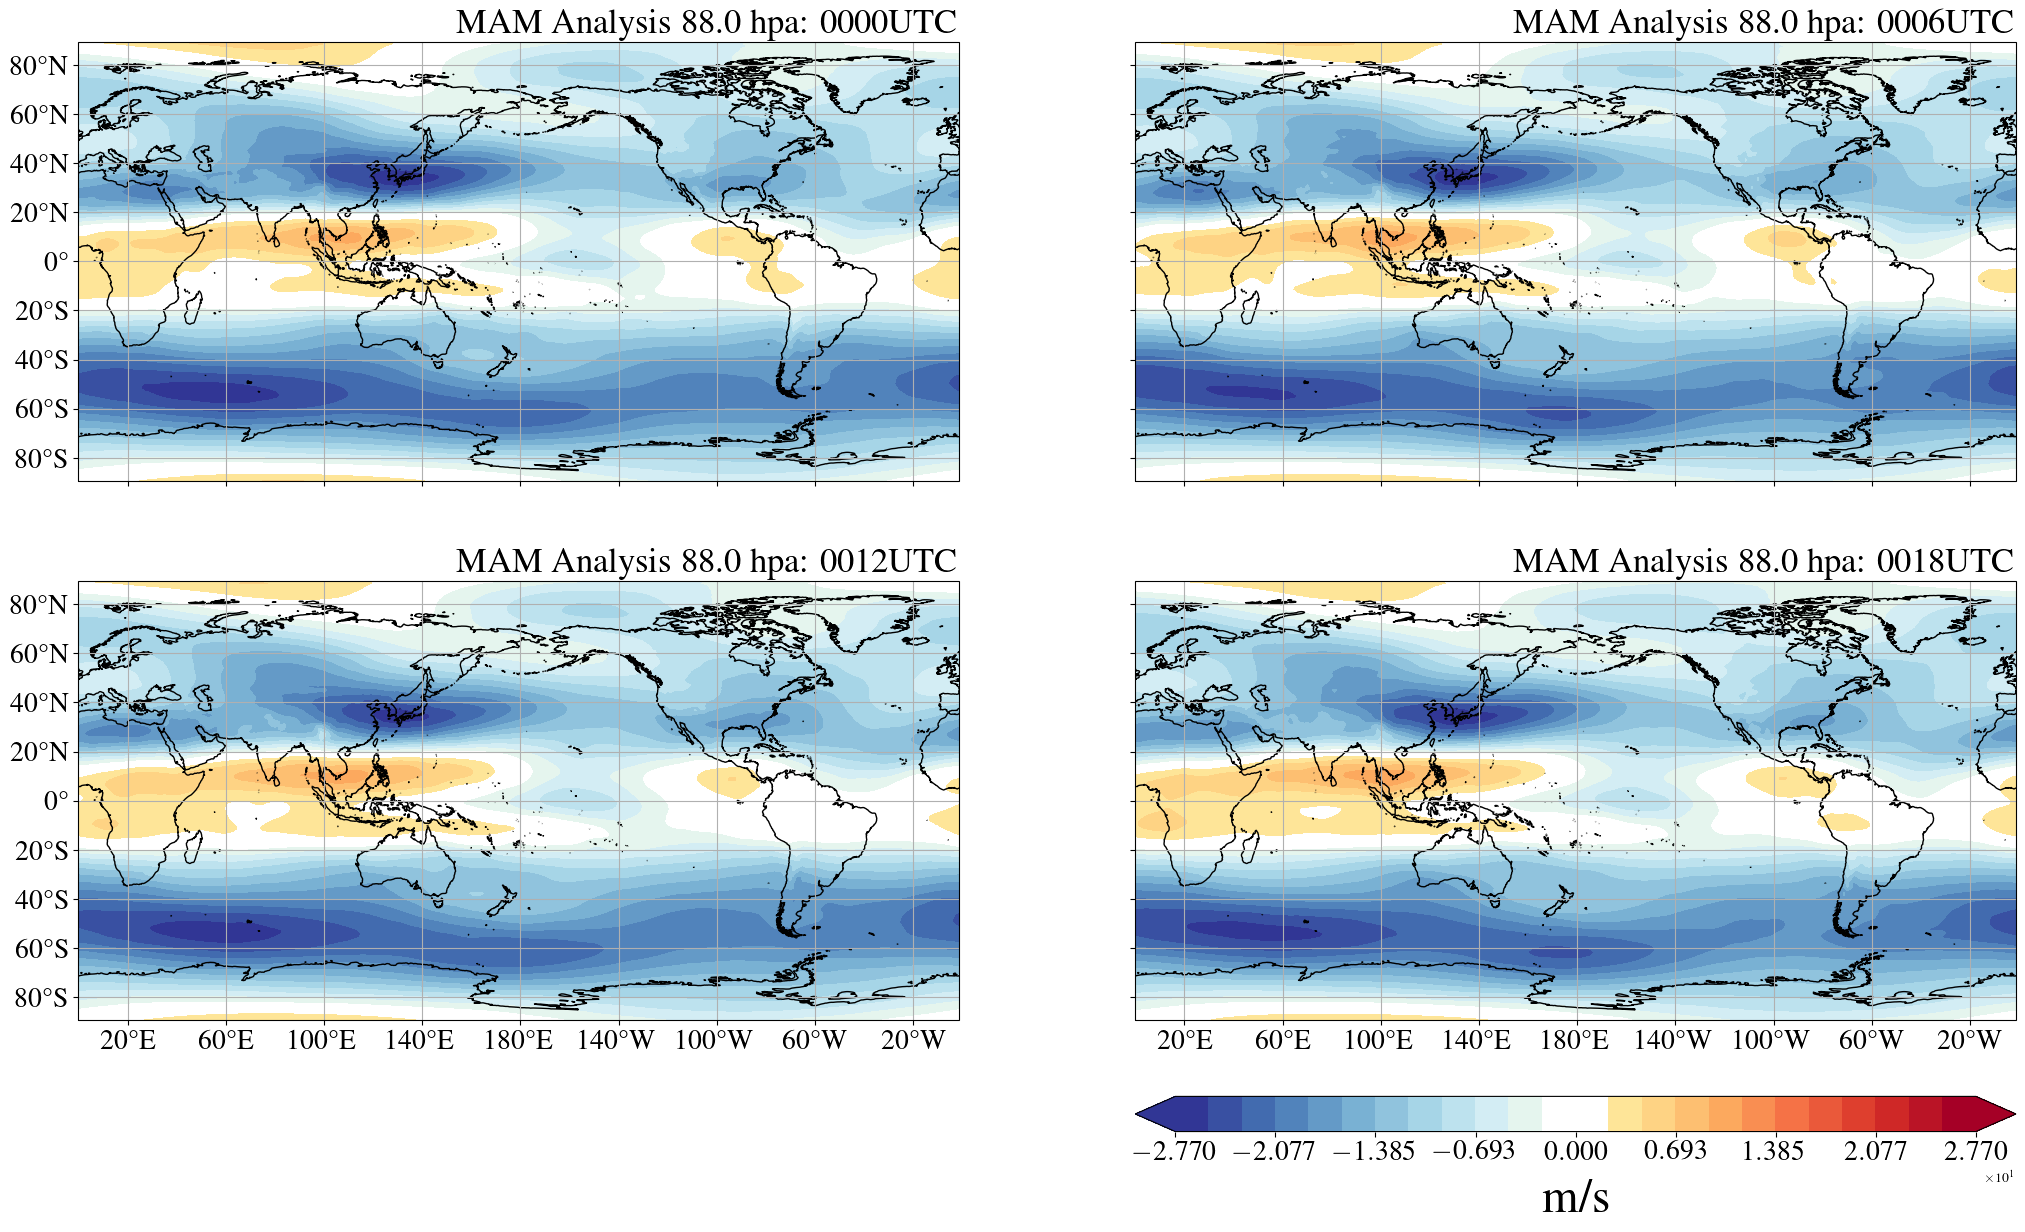 MAM Analysis 88.0 hpa: 0000UTC
MAM Analysis 88.0 hpa: 0006UTC
80°N
60°N
40°N
20°N
0°
20°S
40°S
60°S
80°S
MAM Analysis 88.0 hpa: 0012UTC
MAM Analysis 88.0 hpa: 0018UTC
80°N
60°N
40°N
20°N
0°
20°S
40°S
60°S
80°S
20°E 60°E 100°E 140°E 180°E 140°W 100°W 60°W 20°W
20°E 60°E 100°E 140°E 180°E 140°W 100°W 60°W 20°W
−2.770 −2.077 −1.385 −0.693 0.000 0.693 1.385 2.077 2.770
×10¹
m/s